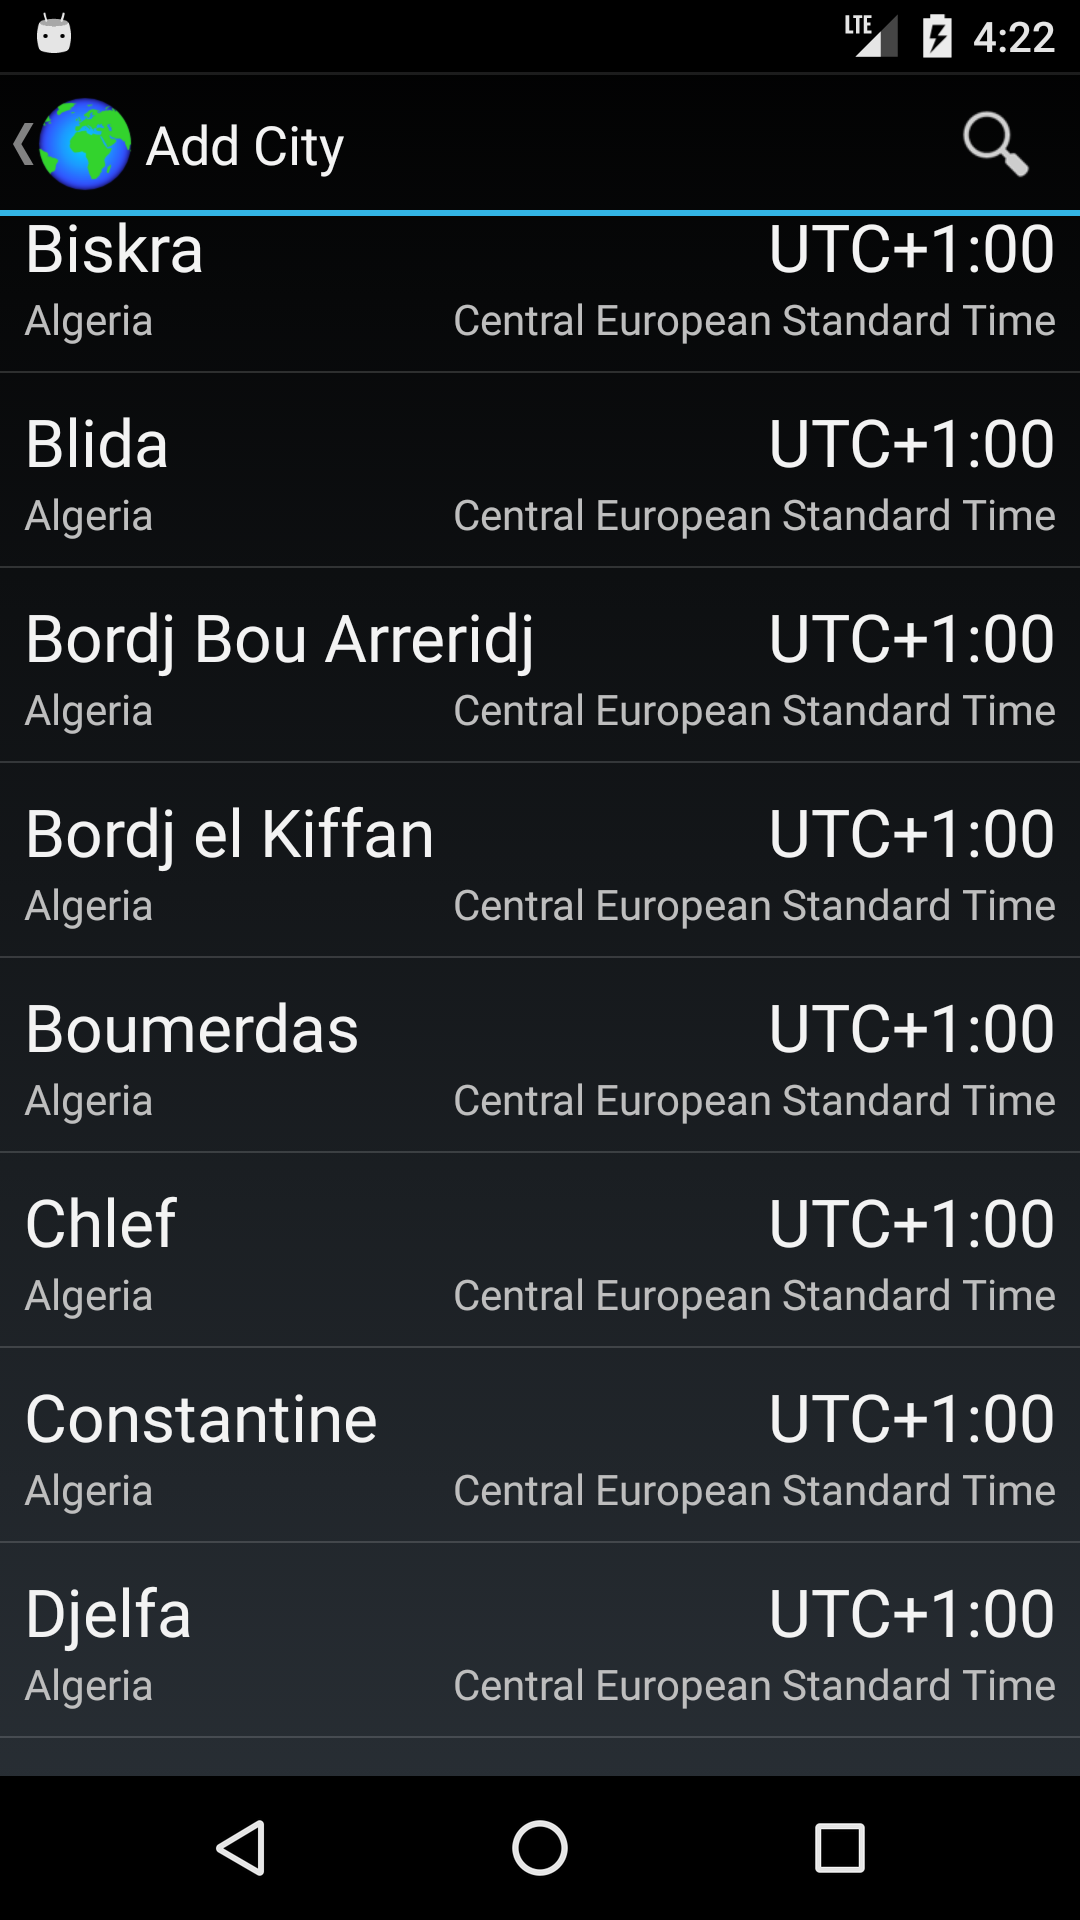 LTE 4:22
Add City
Biskra UTC+1:00
Algeria Central European Standard Time
Blida UTC+1:00
Algeria Central European Standard Time
Bordj Bou Arreridj UTC+1:00
Algeria Central European Standard Time
Bordj el Kiffan UTC+1:00
Algeria Central European Standard Time
Boumerdas UTC+1:00
Algeria Central European Standard Time
Chlef UTC+1:00
Algeria Central European Standard Time
Constantine UTC+1:00
Algeria Central European Standard Time
Djelfa UTC+1:00
Algeria Central European Standard Time